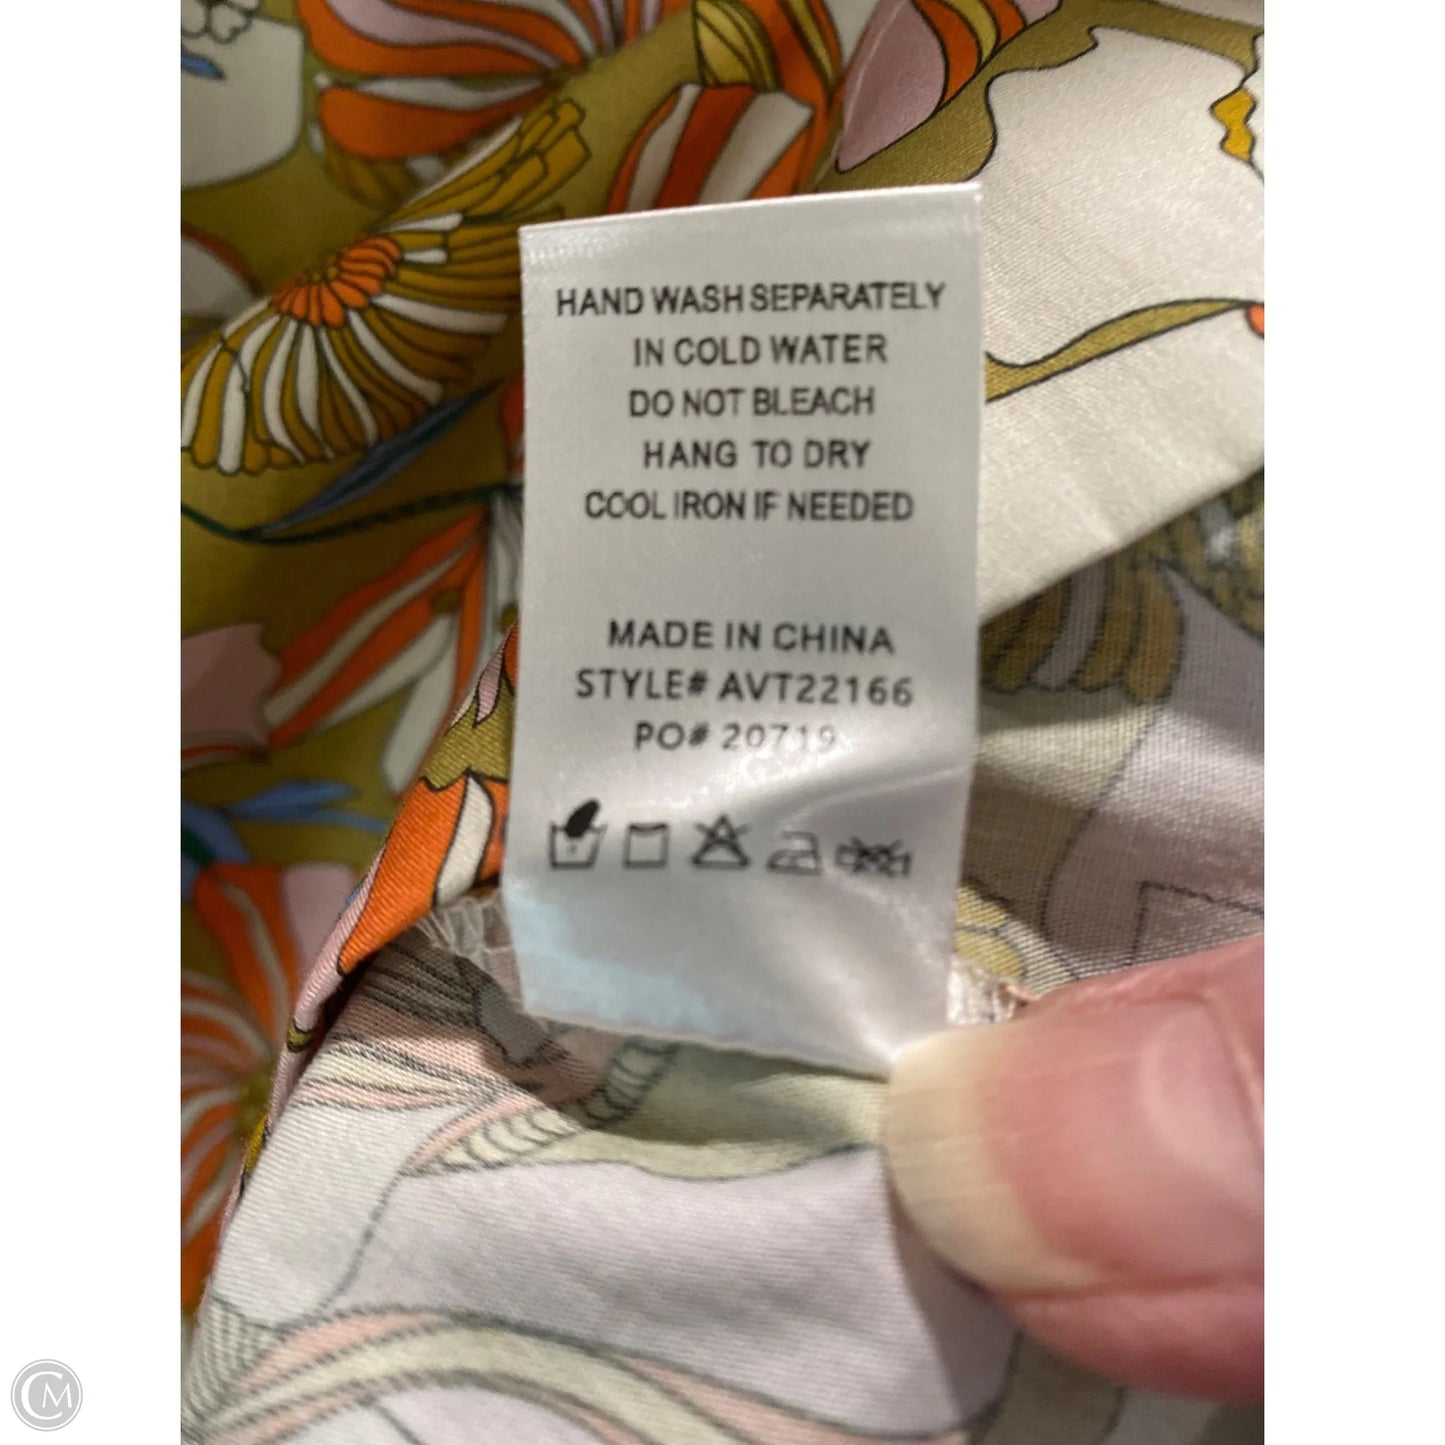 HAND WASH SEPARATELY
IN COLD WATER
DO NOT BLEACH
HANG TO DRY
COOL IRON IF NEEDED
MADE IN CHINA
STYLE# AVT22166
PO# 20719
CM